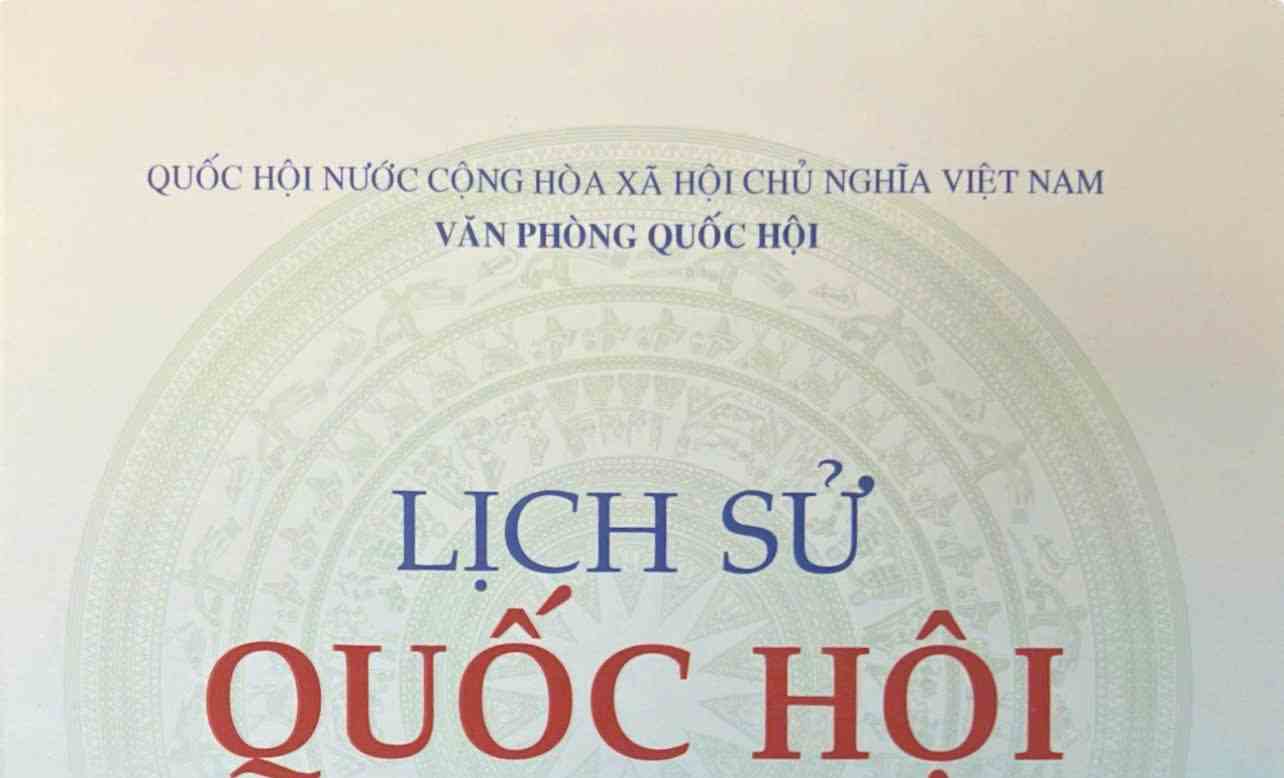 QUỐC HỘI NƯỚC CỘNG HÒA XÃ HỘI CHỦ NGHĨA VIỆT NAM
VĂN PHÒNG QUỐC HỘI
LỊCH SỬ
QUỐC HỘI